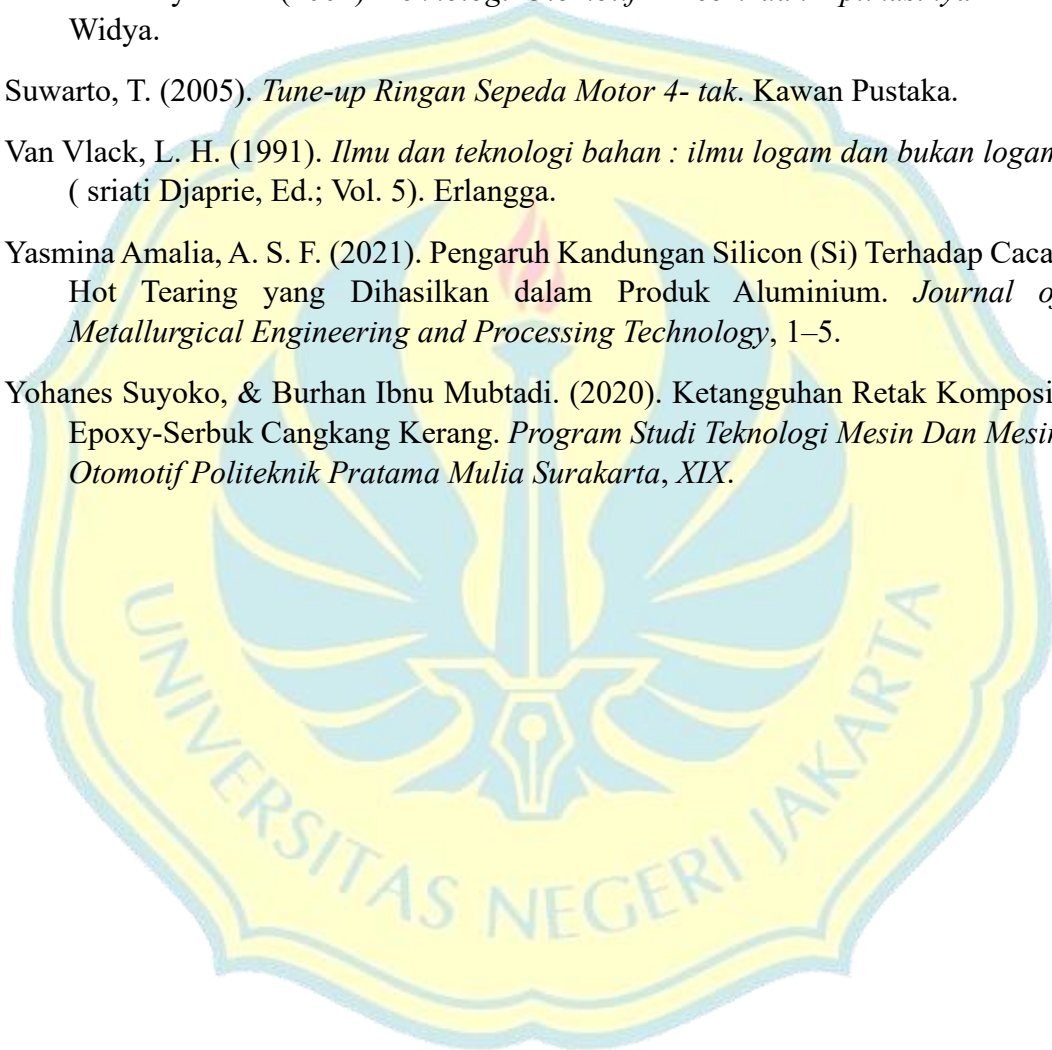 Widya.
Suwarto, T. (2005). Tune-up Ringan Sepeda Motor 4- tak. Kawan Pustaka.
Van Vlack, L. H. (1991). Ilmu dan teknologi bahan : ilmu logam dan bukan logam
( sriati Djaprie, Ed.; Vol. 5). Erlangga.
Yasmina Amalia, A. S. F. (2021). Pengaruh Kandungan Silicon (Si) Terhadap Caca
Hot Tearing yang Dihasilkan dalam Produk Aluminium. Journal of
Metallurgical Engineering and Processing Technology, 1–5.
Yohanes Suyoko, & Burhan Ibnu Mubtadi. (2020). Ketangguhan Retak Komposi
Epoxy-Serbuk Cangkang Kerang. Program Studi Teknologi Mesin Dan Mesin
Otomotif Politeknik Pratama Mulia Surakarta, XIX.
UNIVERSITAS NEGERI JAKARTA